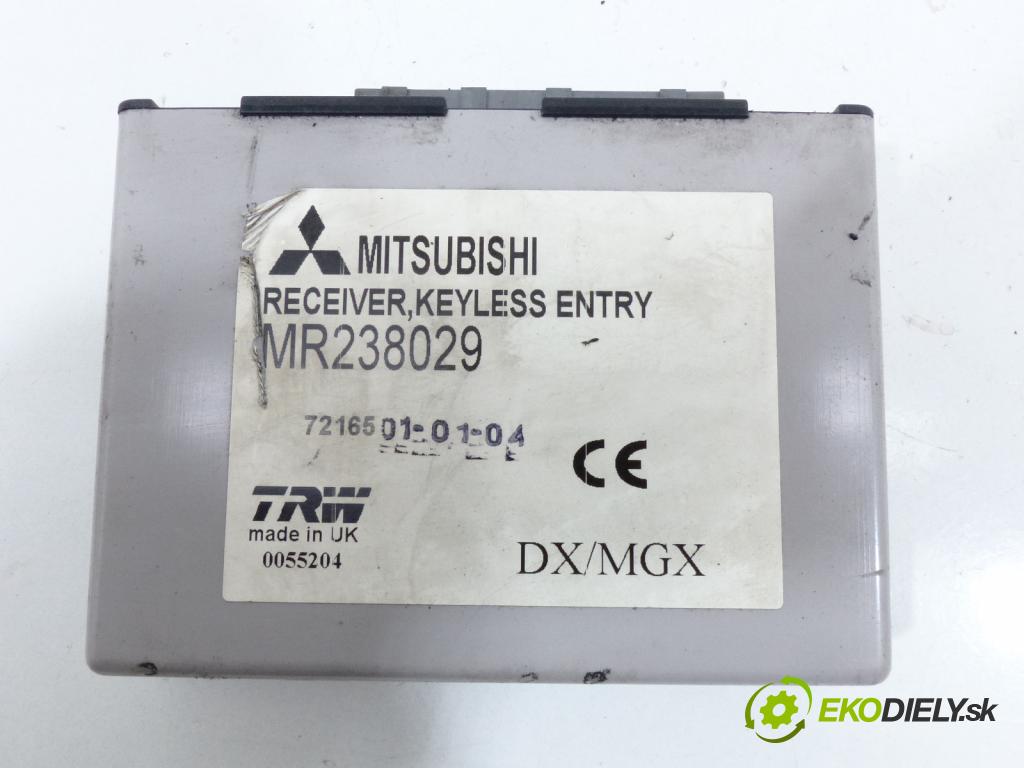 MITSUBISHI
RECEIVER,KEYLESS ENTRY
MR238029
72165 01-01-04
CE
TRW
made in UK
0055204
DX/MGX
EKODIELY.sk